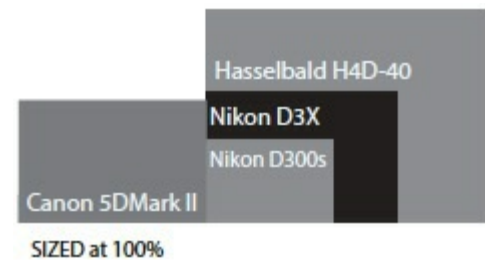 Hasselbald H4D-40
Nikon D3X
Nikon D300s
Canon 5DMark II
SIZED at 100%